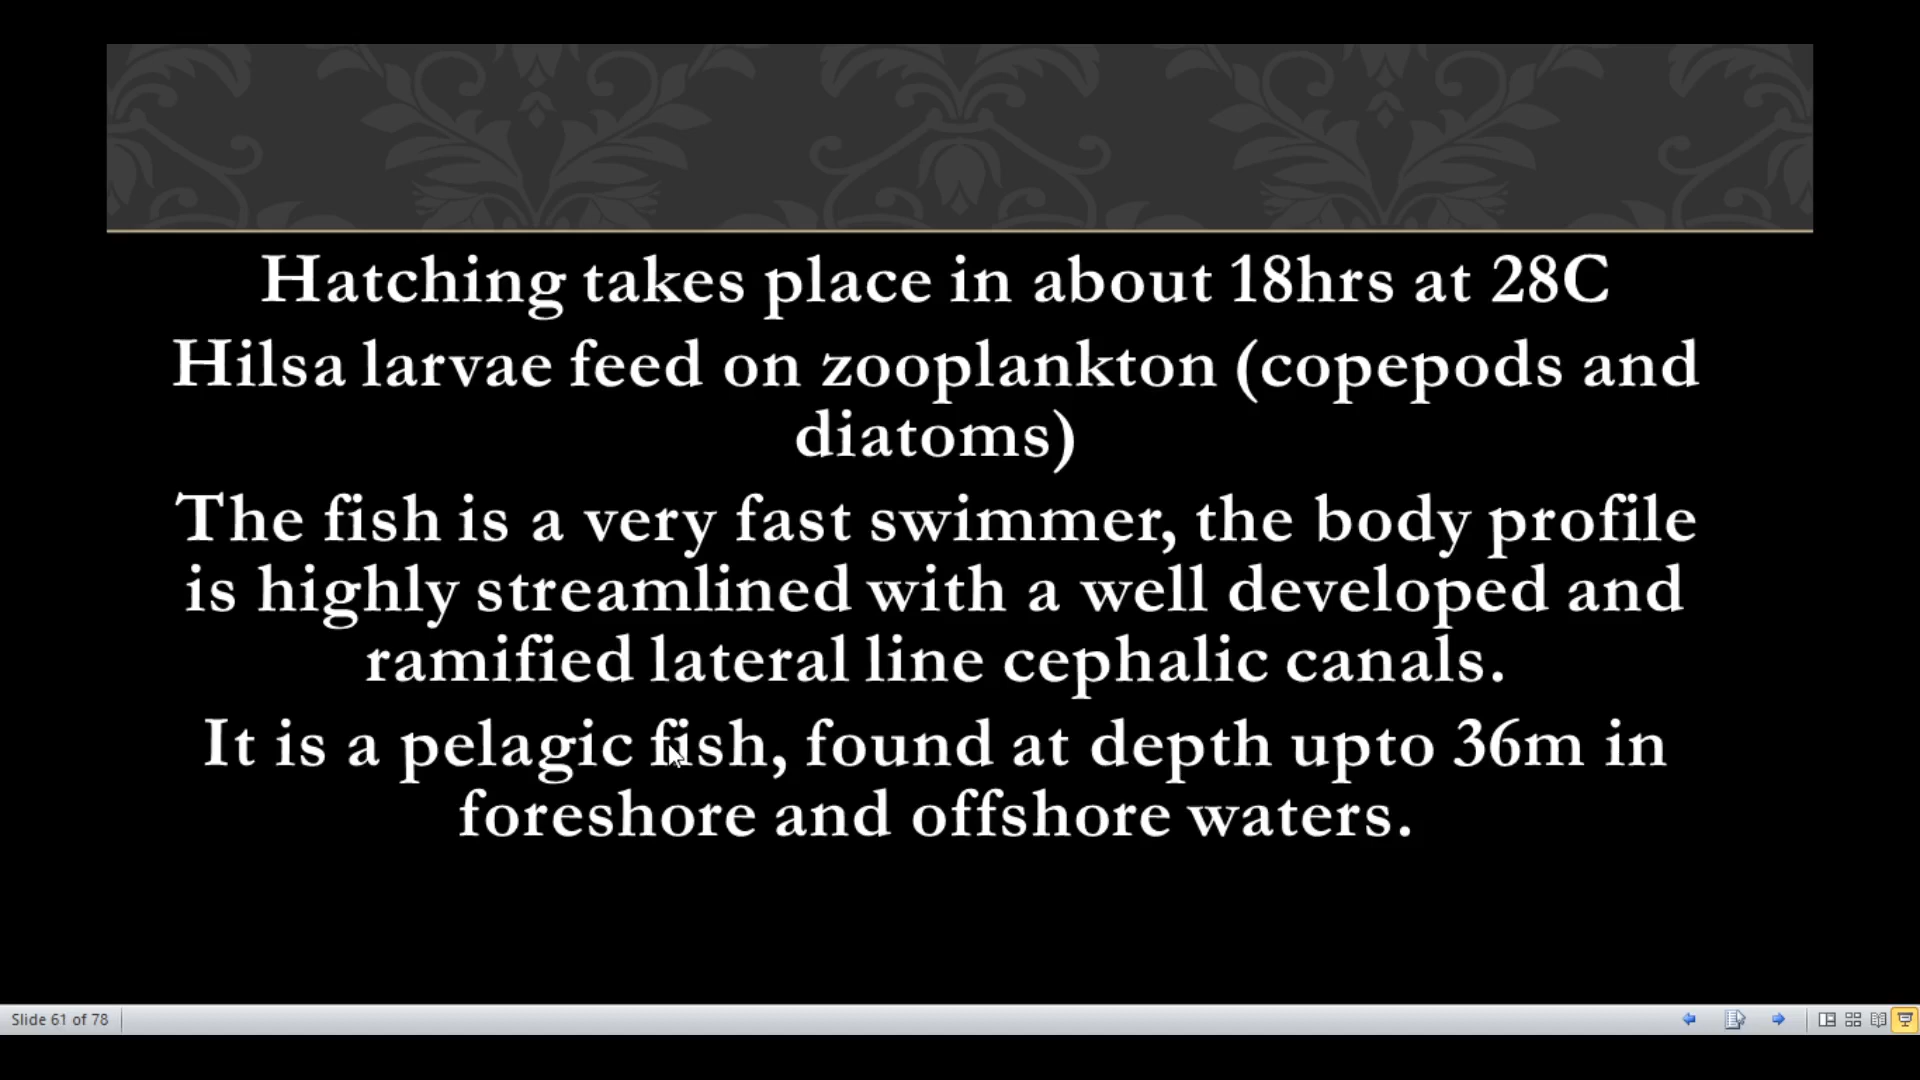 Hatching takes place in about 18hrs at 28C
Hilsa larvae feed on zooplankton (copepods and
diatoms)
The fish is a very fast swimmer, the body profile
is highly streamlined with a well developed and
ramified lateral line cephalic canals.
It is a pelagic fish, found at depth upto 36m in
foreshore and offshore waters.
Slide 61 of 78